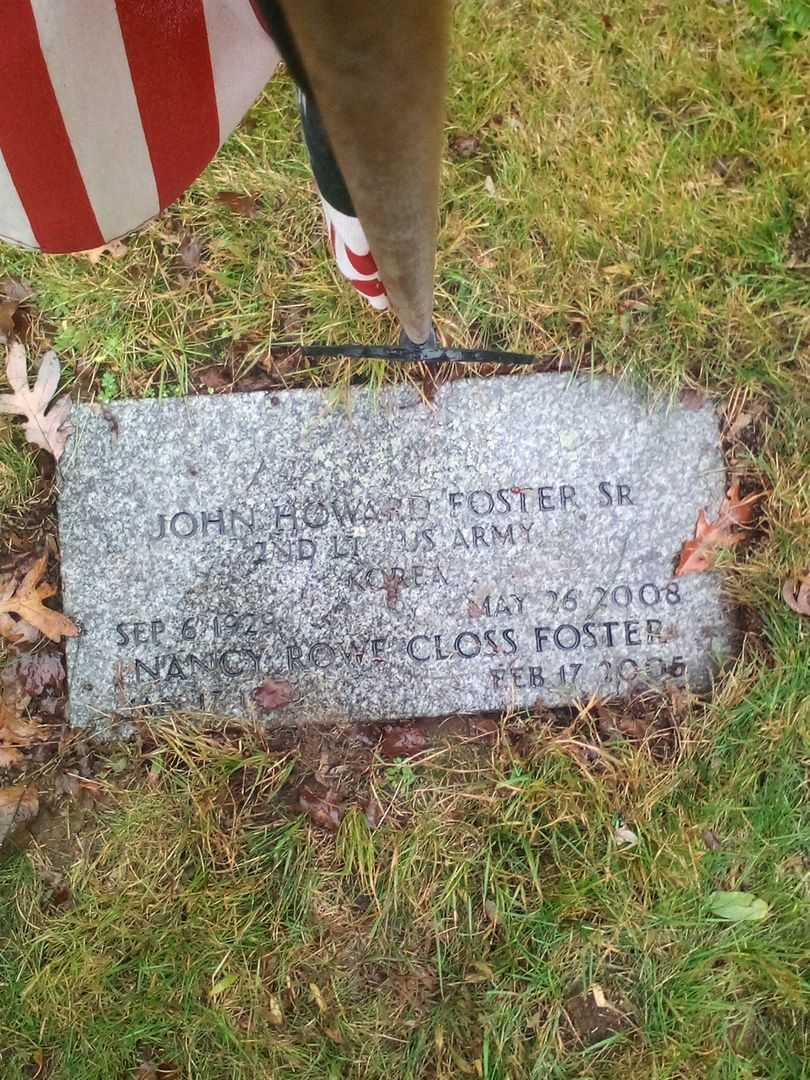 JOHN HOWARD FOSTER SR
2ND LT US ARMY
KOREA
SEP 6 1929 MAY 26 2008
NANCY ROWE CLOSS FOSTER
17 FEB 17 2005